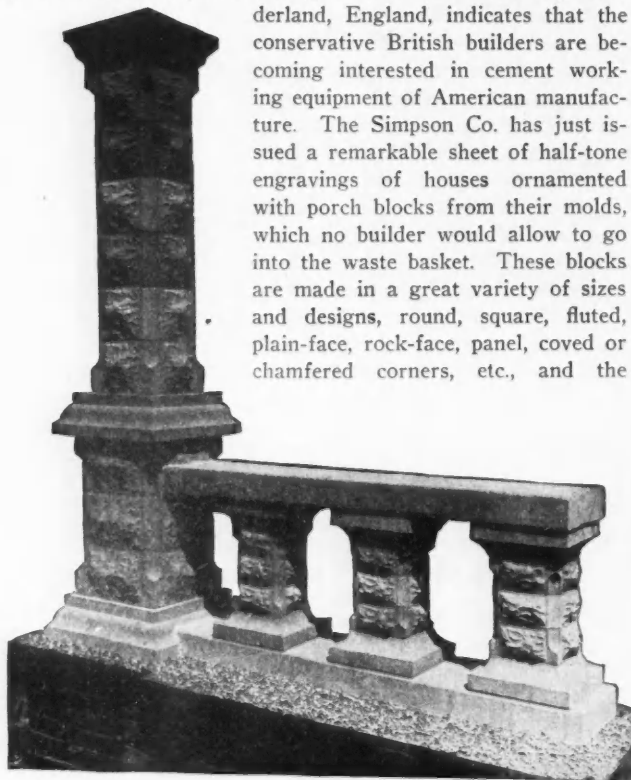 derland, England, indicates that the
conservative British builders are be-
coming interested in cement work-
ing equipment of American manufac-
ture. The Simpson Co. has just is-
sued a remarkable sheet of half-tone
engravings of houses ornamented
with porch blocks from their molds,
which no builder would allow to go
into the waste basket. These blocks
are made in a great variety of sizes
and designs, round, square, fluted,
plain-face, rock-face, panel, coved or
chamfered corners, etc., and the